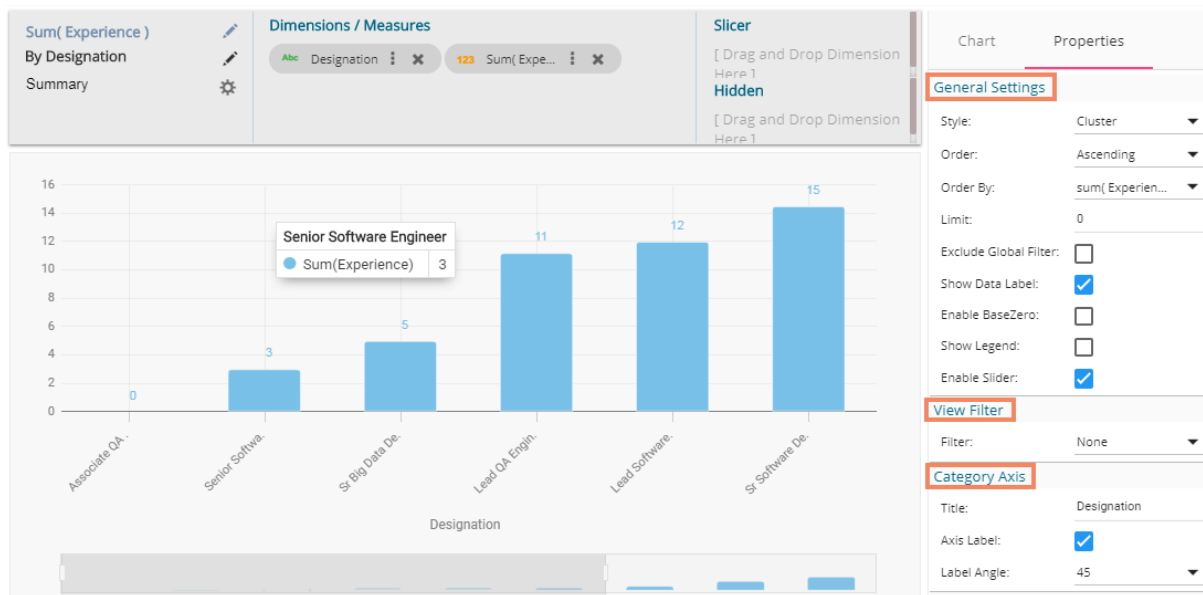 Sum( Experience )
By Designation
Summary
Dimensions / Measures
Abc Designation
123 Sum( Expe...
Slicer
[ Drag and Drop Dimension
Here ]
Hidden
[ Drag and Drop Dimension
Here ]
Chart Properties
General Settings
Style: Cluster
Order: Ascending
Order By: sum( Experien...
Limit: 0
Exclude Global Filter:
Show Data Label:
Enable BaseZero:
Show Legend:
Enable Slider:
View Filter
Filter: None
Category Axis
Title: Designation
Axis Label:
Label Angle: 45
16
14
12
10
8
6
4
2
0
0
3
5
11
12
15
Senior Software Engineer
Sum(Experience) 3
Associate QA .
Senior Softwa.
Sr Big Data De.
Lead QA Engin.
Lead Software.
Sr Software De.
Designation